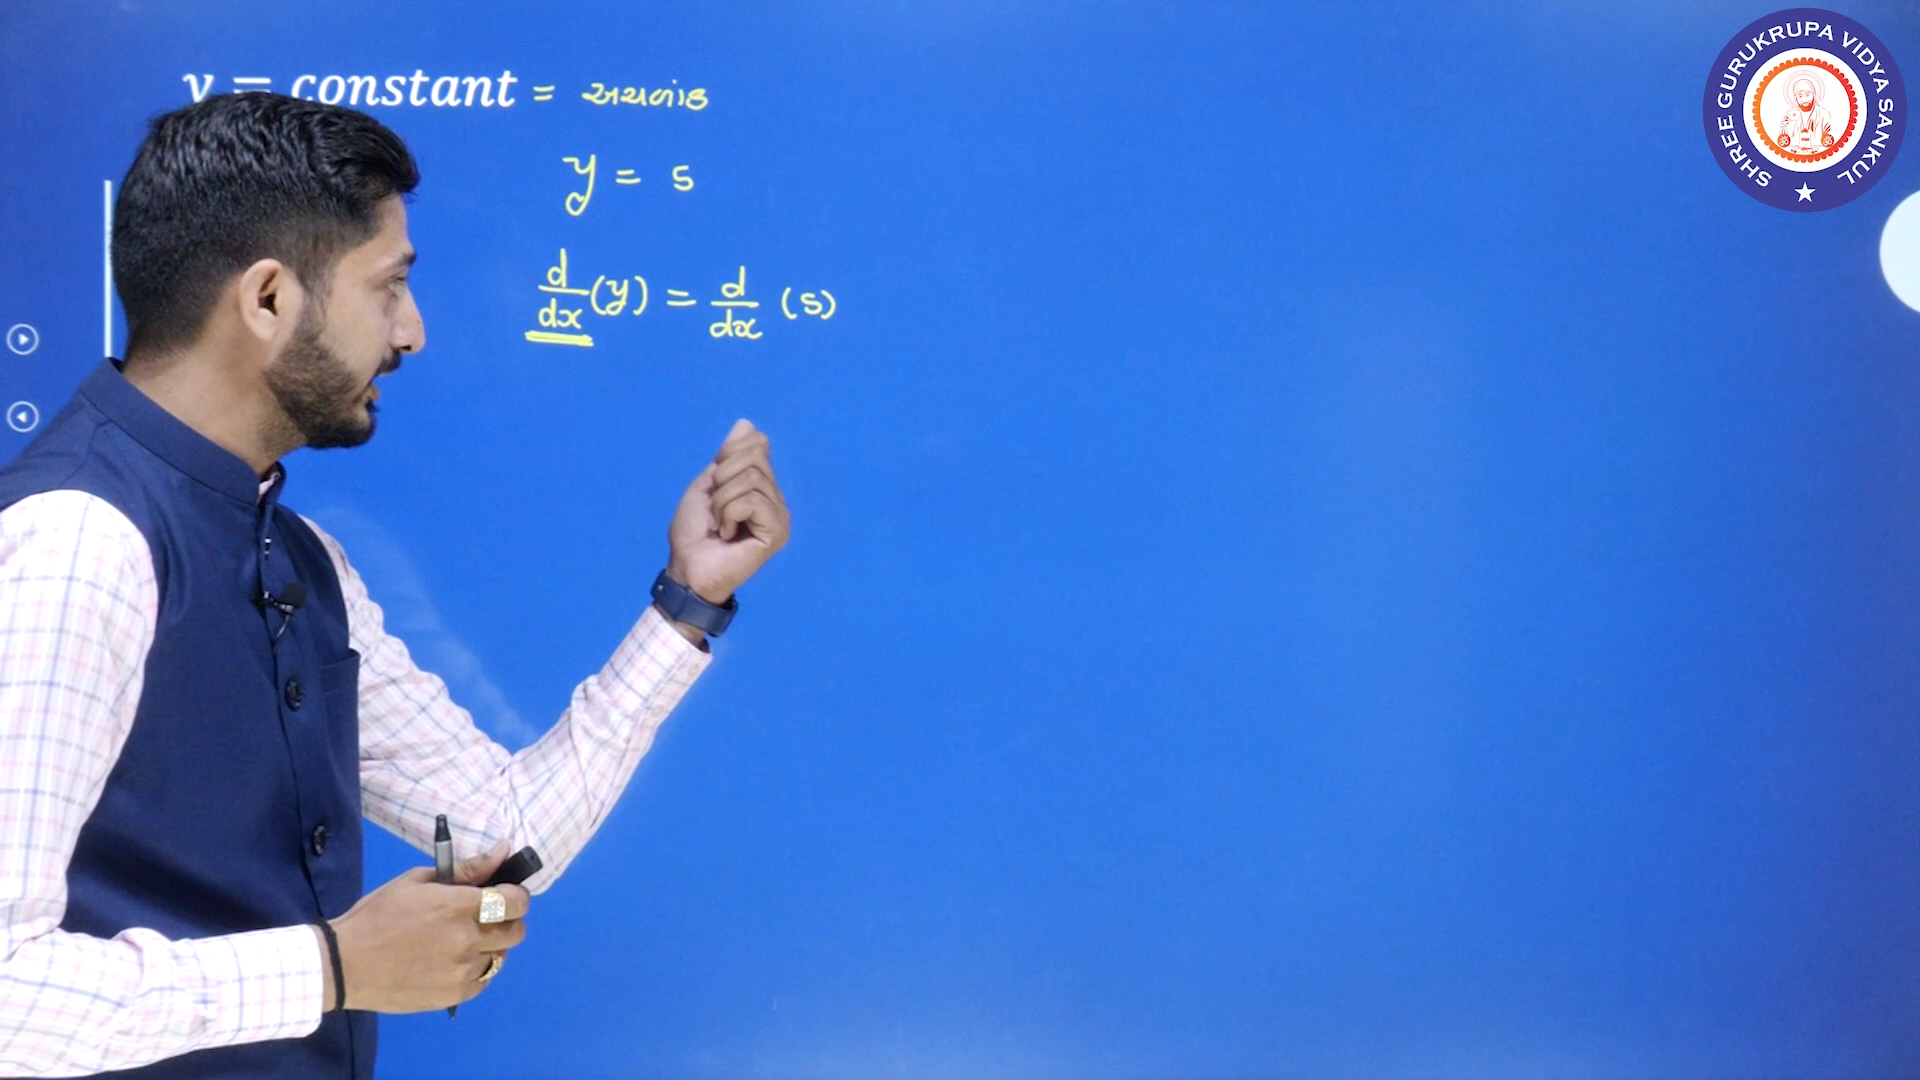 y = constant = અચળાંક
y = 5
d/dx (y) = d/dx (5)
SHREE GURUKRUPA VIDYA SANKUL